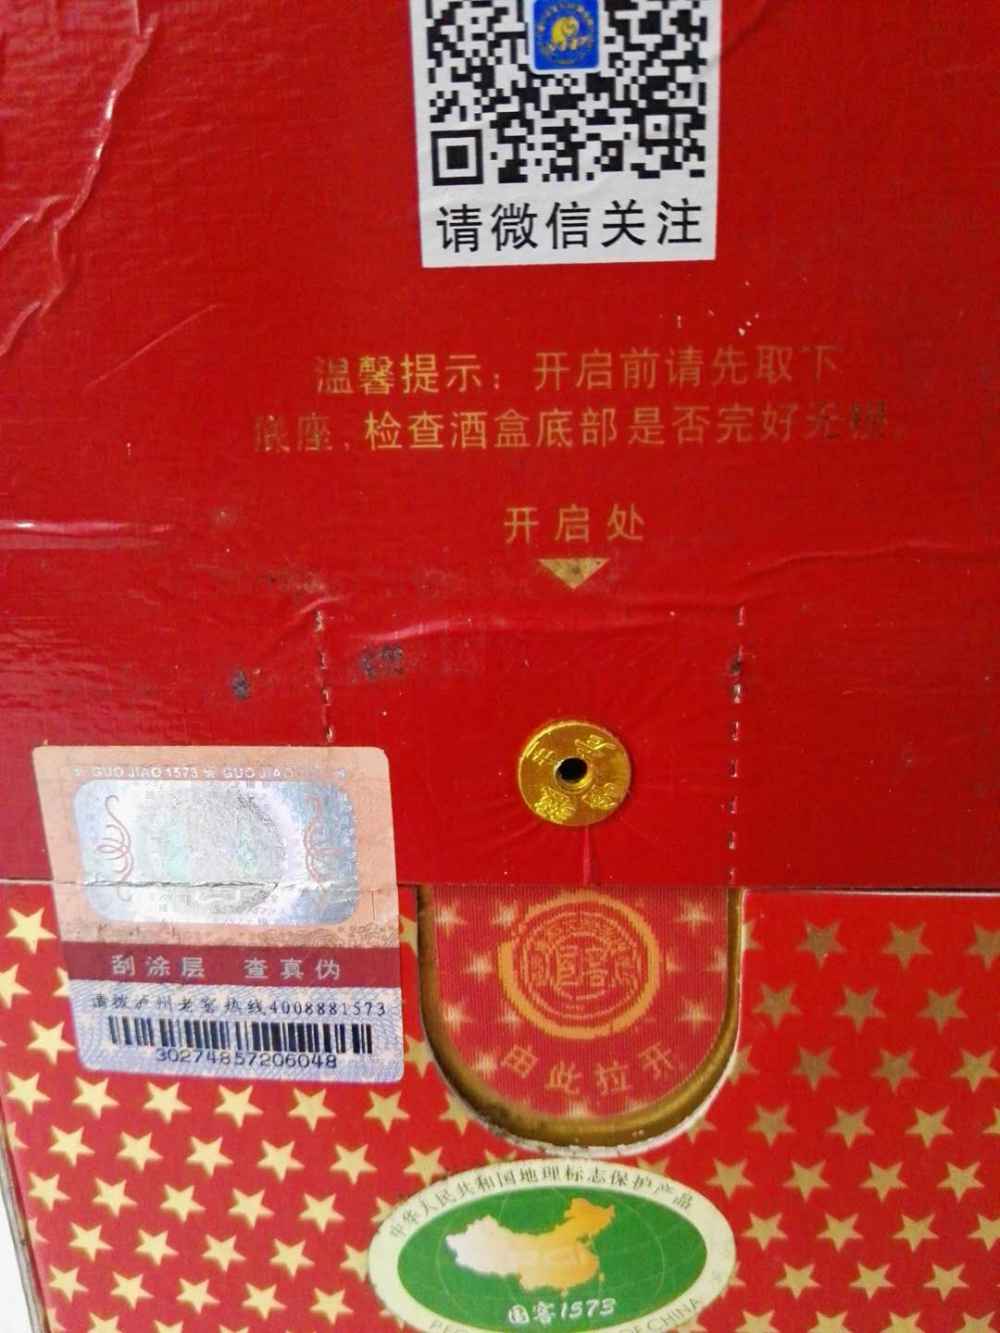 请微信关注
温馨提示：开启前请先取下
底座，检查酒盒底部是否完好无损。
开启处
GUO JIAO 1573 GUO JIAO
刮涂层 查真伪
请拨泸州老窖热线4008881573
30274857206048
由此拉开
中华人民共和国地理标志保护产品
国窖1573
OF CHINA